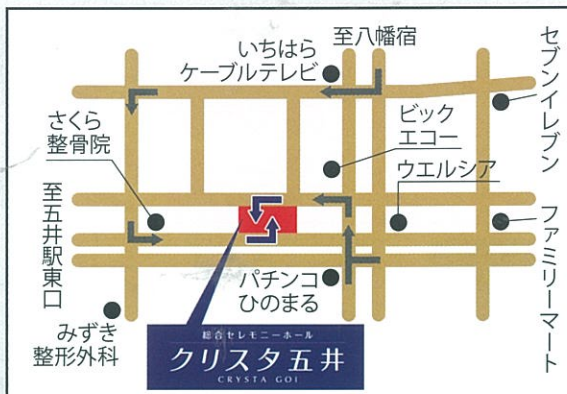 いちはら
ケーブルテレビ
至八幡宿
セブンイレブン
さくら
整骨院
ビック
エコー
ウエルシア
至五井駅東口
ファミリーマート
パチンコ
ひのまる
みずき
整形外科
総合セレモニーホール
クリスタ五井
CRYSTA GOI